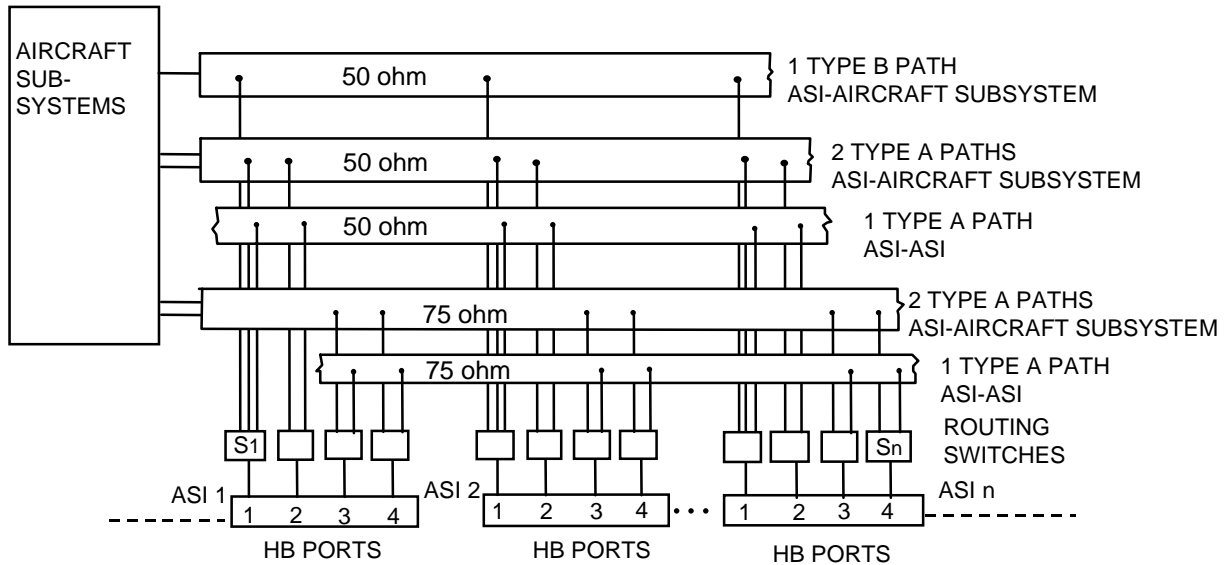 AIRCRAFT
SUB-
SYSTEMS
50 ohm
1 TYPE B PATH
ASI-AIRCRAFT SUBSYSTEM
50 ohm
2 TYPE A PATHS
ASI-AIRCRAFT SUBSYSTEM
50 ohm
1 TYPE A PATH
ASI-ASI
75 ohm
2 TYPE A PATHS
ASI-AIRCRAFT SUBSYSTEM
75 ohm
1 TYPE A PATH
ASI-ASI
S1
Sn
ROUTING
SWITCHES
ASI 1
1 2 3 4
ASI 2
1 2 3 4
• • •
1 2 3 4
ASI n
HB PORTS
HB PORTS
HB PORTS